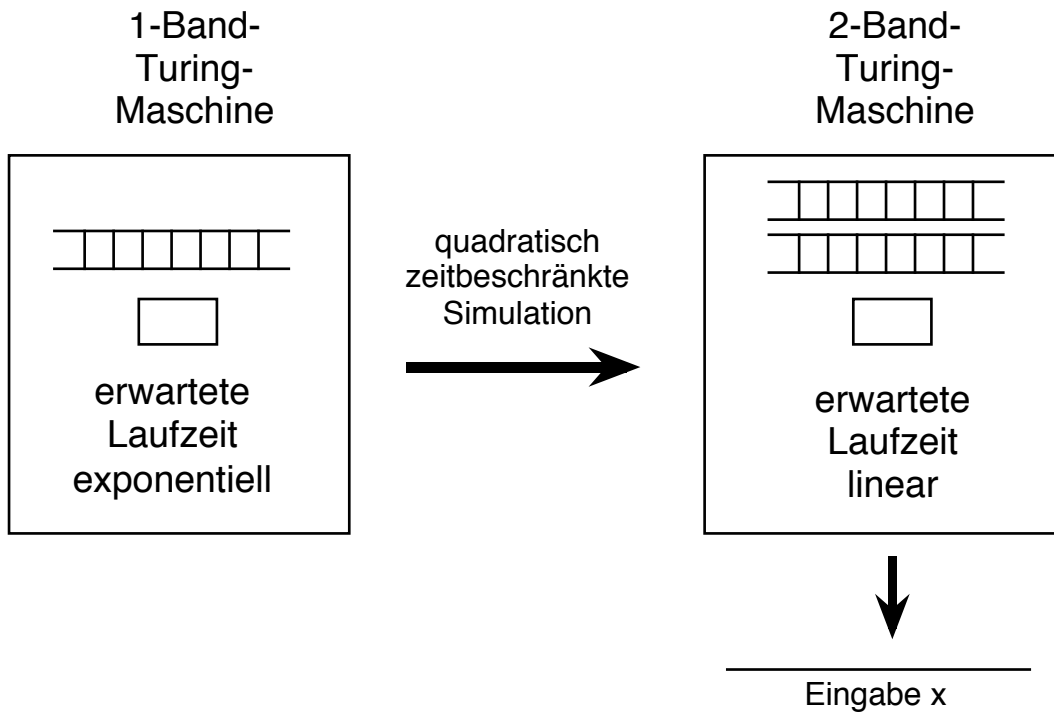 1-Band-
Turing-
Maschine
erwartete
Laufzeit
exponentiell
quadratisch
zeitbeschränkte
Simulation
2-Band-
Turing-
Maschine
erwartete
Laufzeit
linear
Eingabe x